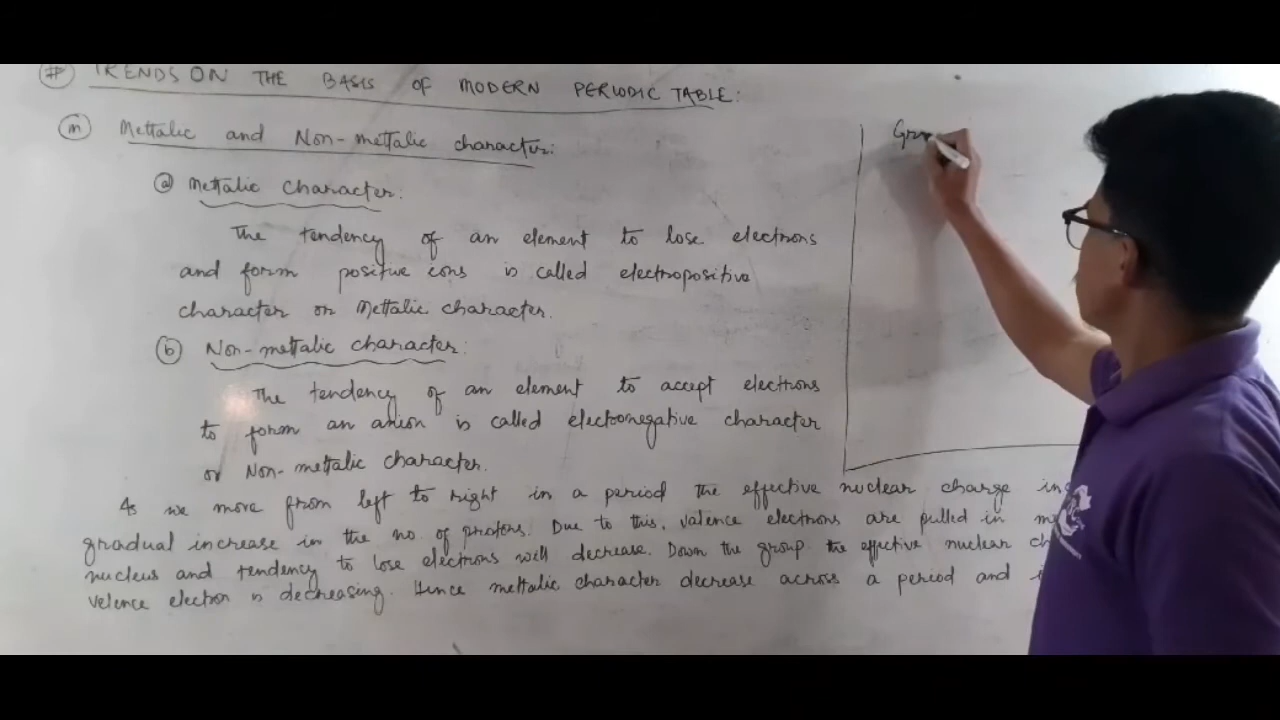 # TRENDS ON THE BASIS OF MODERN PERIODIC TABLE:
m Mettalic and Non-mettalic character:
a Mettalic character:
The tendency of an element to lose electrons
and form positive ions is called electropositive
character or Mettalic character.
b Non-mettalic character:
The tendency of an element to accept electrons
to form an anion is called electronegative character
or Non-mettalic character.
As we move from left to right in a period the effective nuclear charge in
gradual increase in the no. of protons. Due to this, valence electrons are pulled in m
nucleus and tendency to lose electrons will decrease. Down the group the effective nuclear ch
valence electron is decreasing. Hence mettalic character decrease across a period and i
Gro